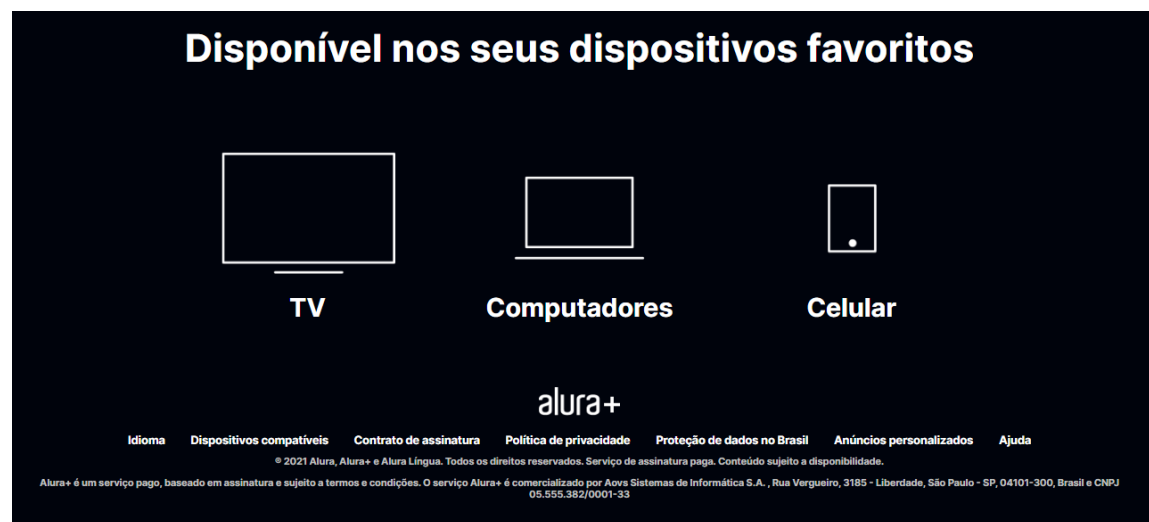 Disponível nos seus dispositivos favoritos
TV Computadores Celular
alura+
Idioma Dispositivos compatíveis Contrato de assinatura Política de privacidade Proteção de dados no Brasil Anúncios personalizados Ajuda
© 2021 Alura, Alura+ e Alura Língua. Todos os direitos reservados. Serviço de assinatura paga. Conteúdo sujeito a disponibilidade.
Alura+ é um serviço pago, baseado em assinatura e sujeito a termos e condições. O serviço Alura+ é comercializado por Aovs Sistemas de Informática S.A. , Rua Vergueiro, 3185 - Liberdade, São Paulo - SP, 04101-300, Brasil e CNPJ
05.555.382/0001-33